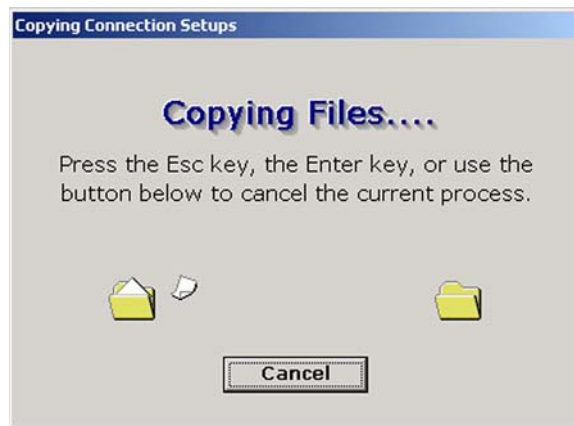 Copying Connection Setups
Copying Files....
Press the Esc key, the Enter key, or use the
button below to cancel the current process.
Cancel